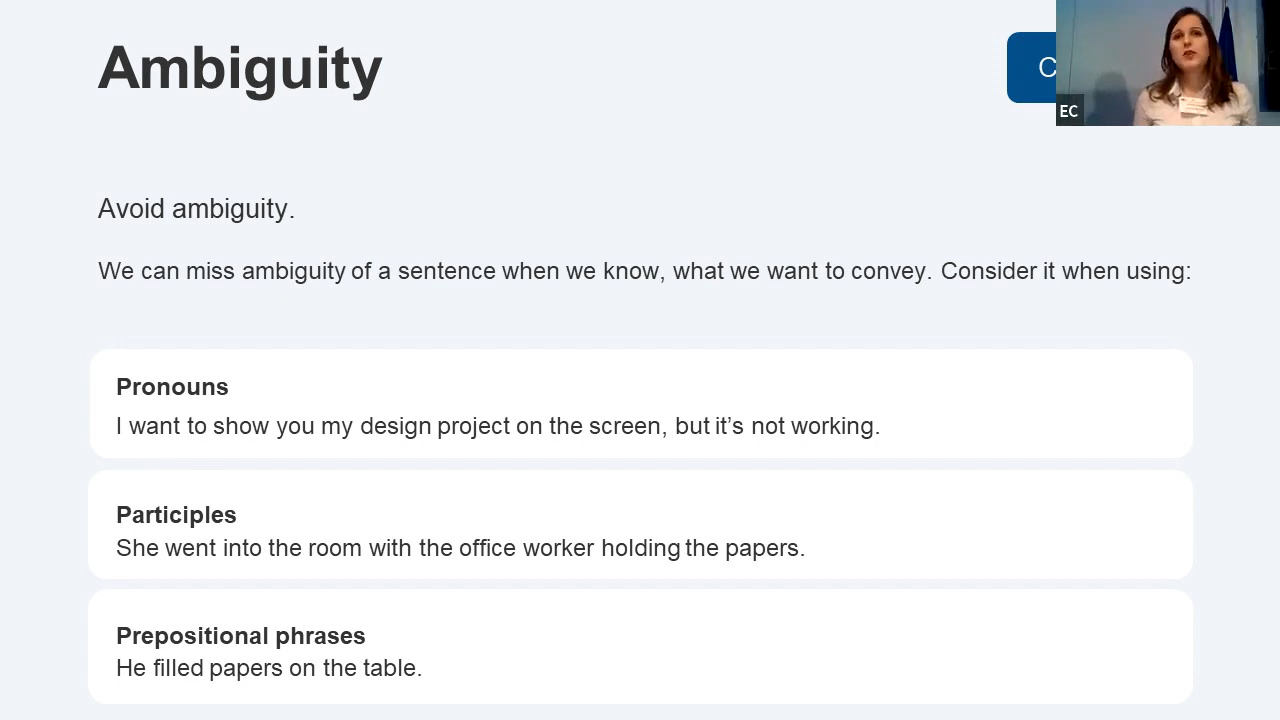 Ambiguity
C
EC
Avoid ambiguity.
We can miss ambiguity of a sentence when we know, what we want to convey. Consider it when using:
Pronouns
I want to show you my design project on the screen, but it’s not working.
Participles
She went into the room with the office worker holding the papers.
Prepositional phrases
He filled papers on the table.